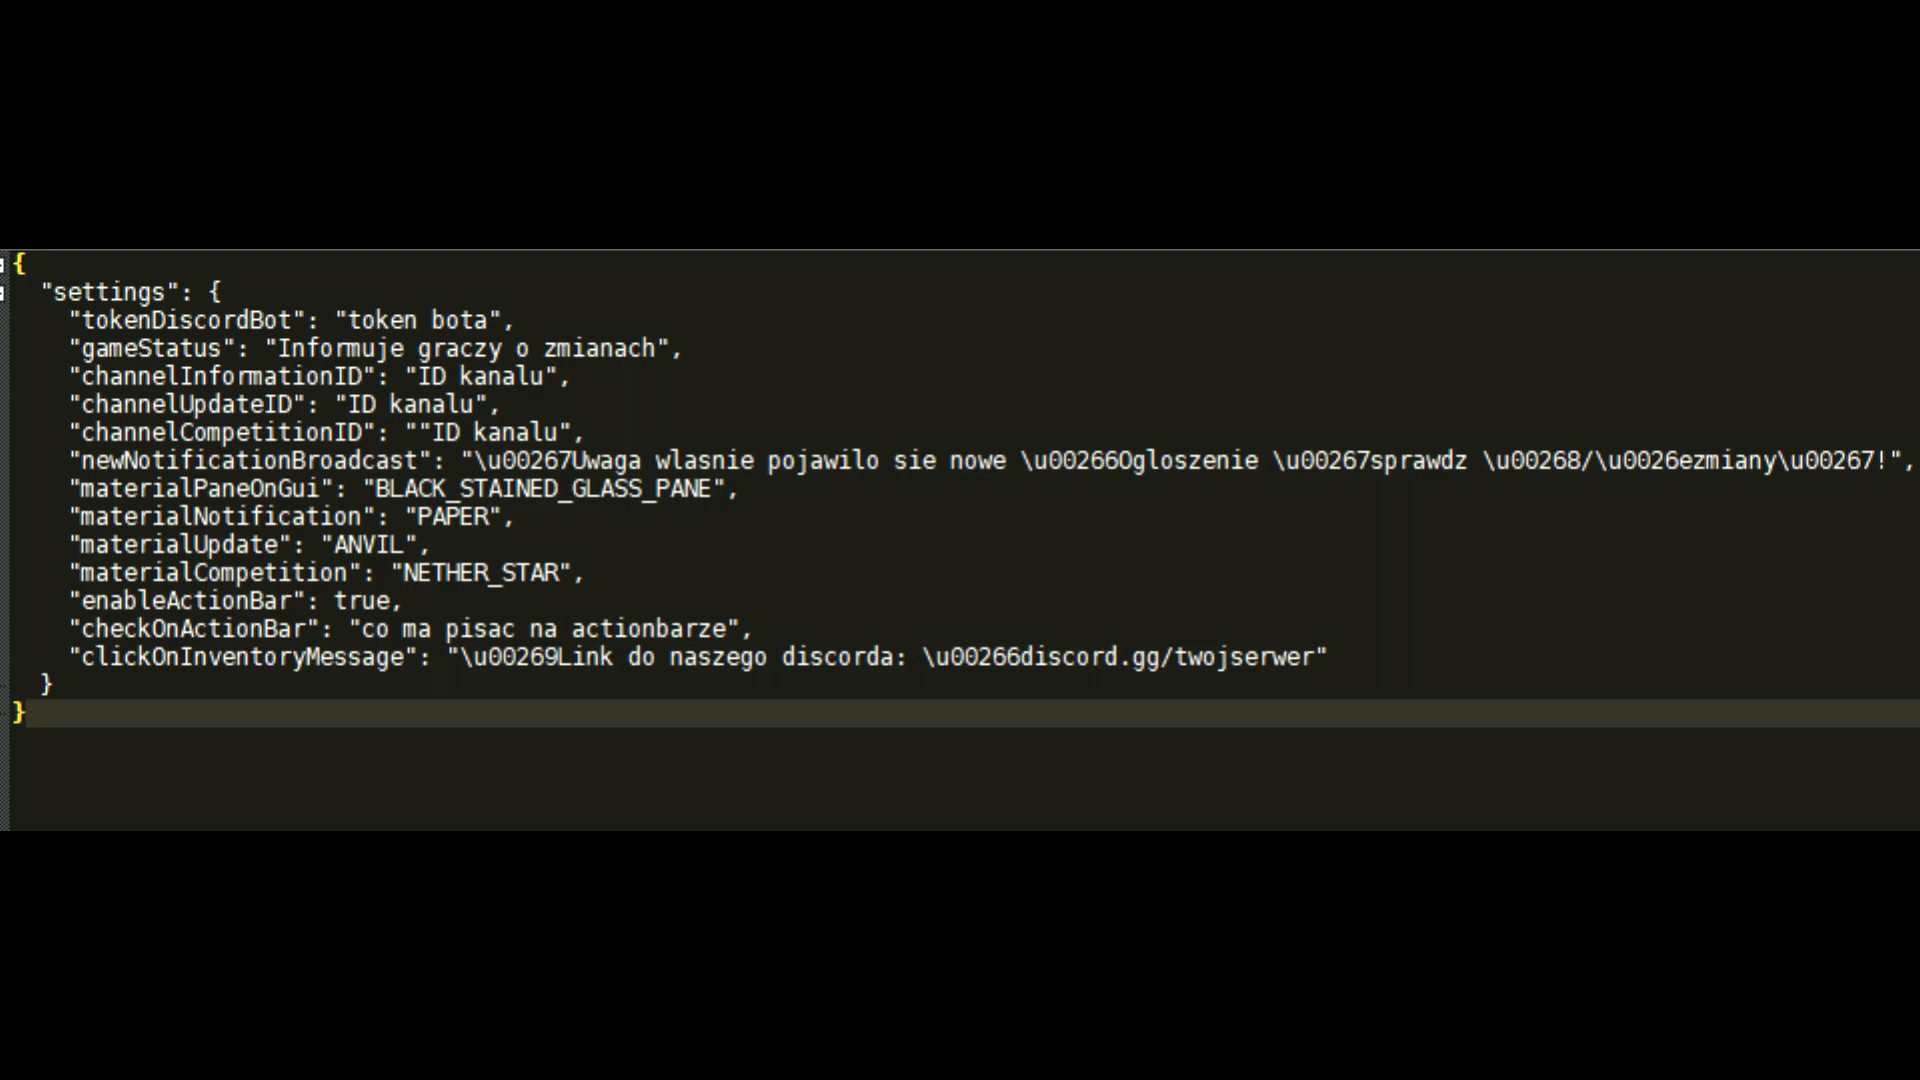 {
"settings": {
"tokenDiscordBot": "token bota",
"gameStatus": "Informuje graczy o zmianach",
"channelInformationID": "ID kanalu",
"channelUpdateID": "ID kanalu",
"channelCompetitionID": ""ID kanalu",
"newNotificationBroadcast": "\u00267Uwaga wlasnie pojawilo sie nowe \u00266Ogloszenie \u00267sprawdz \u00268/\u0026ezmiany\u00267!",
"materialPaneOnGui": "BLACK_STAINED_GLASS_PANE",
"materialNotification": "PAPER",
"materialUpdate": "ANVIL",
"materialCompetition": "NETHER_STAR",
"enableActionBar": true,
"checkOnActionBar": "co ma pisac na actionbarze",
"clickOnInventoryMessage": "\u00269Link do naszego discorda: \u00266discord.gg/twojserwer"
}
}